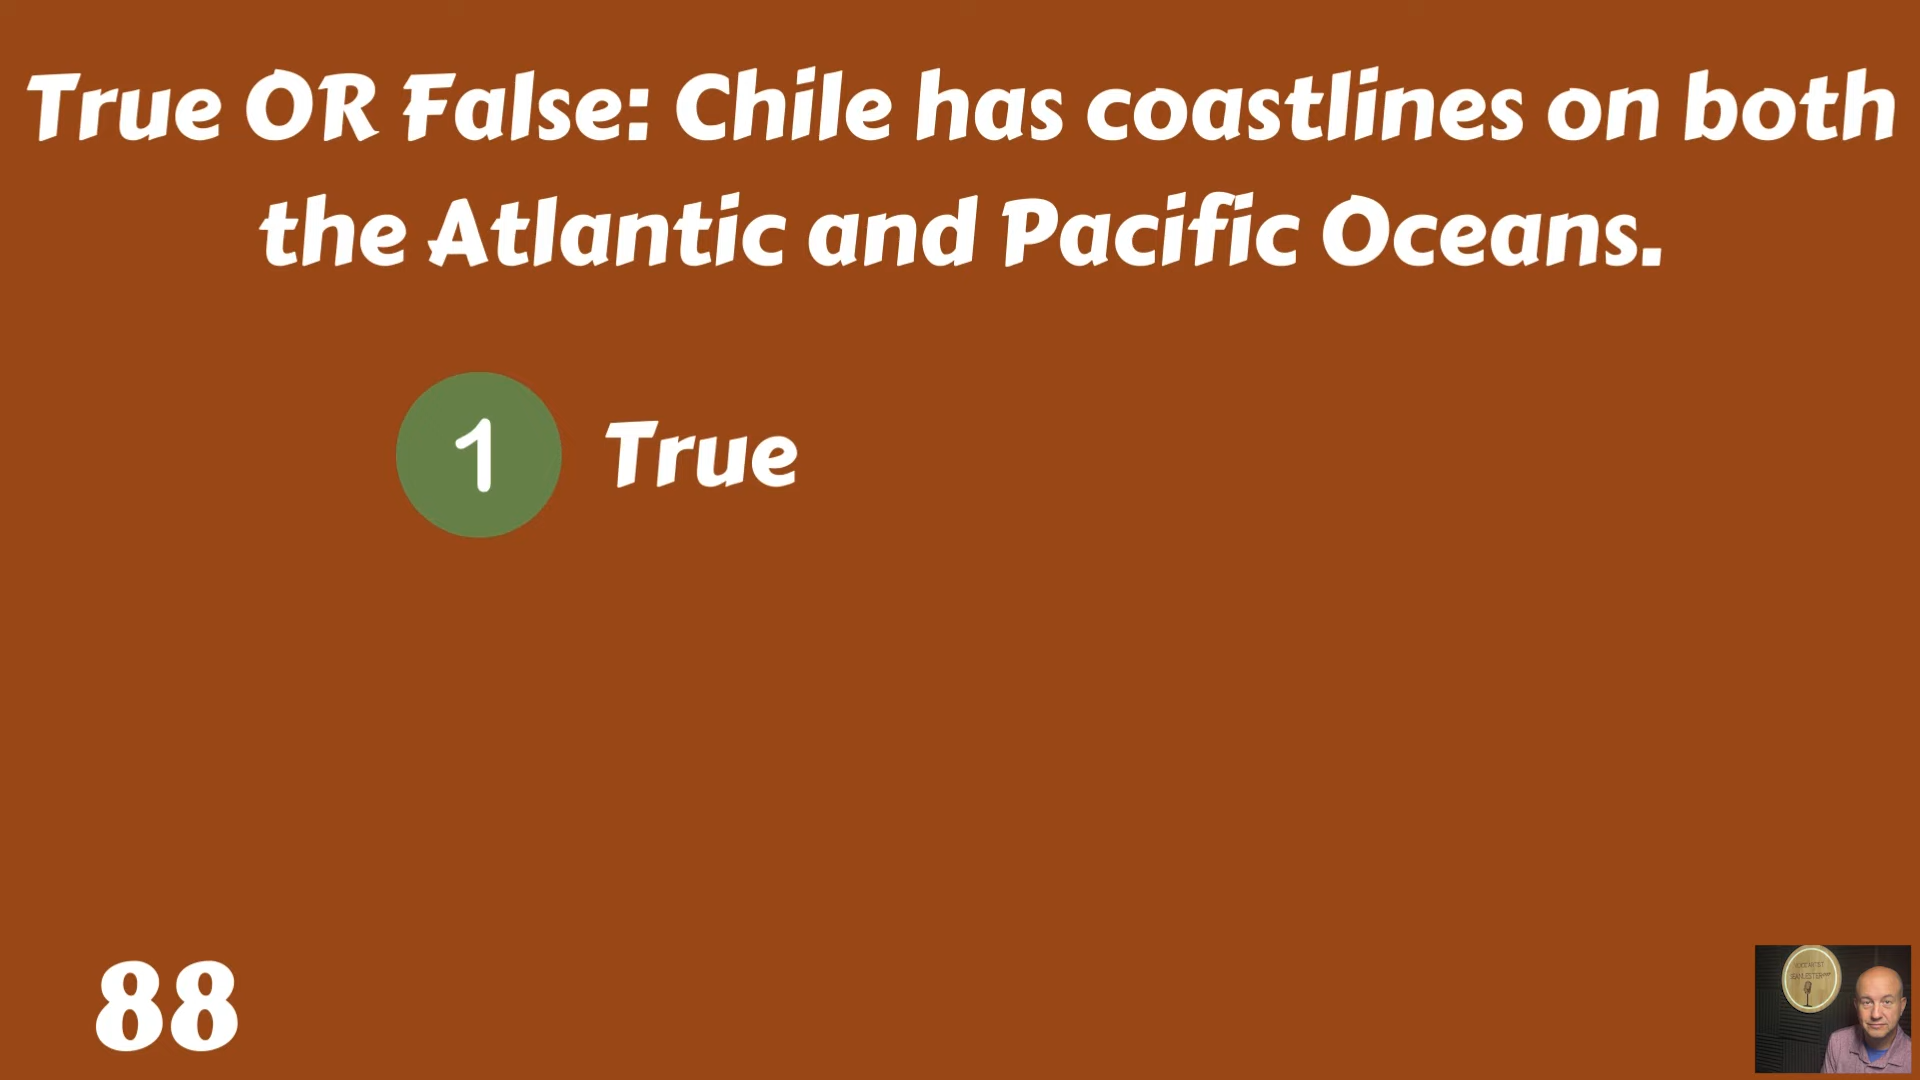 True OR False: Chile has coastlines on both
the Atlantic and Pacific Oceans.
1 True
88